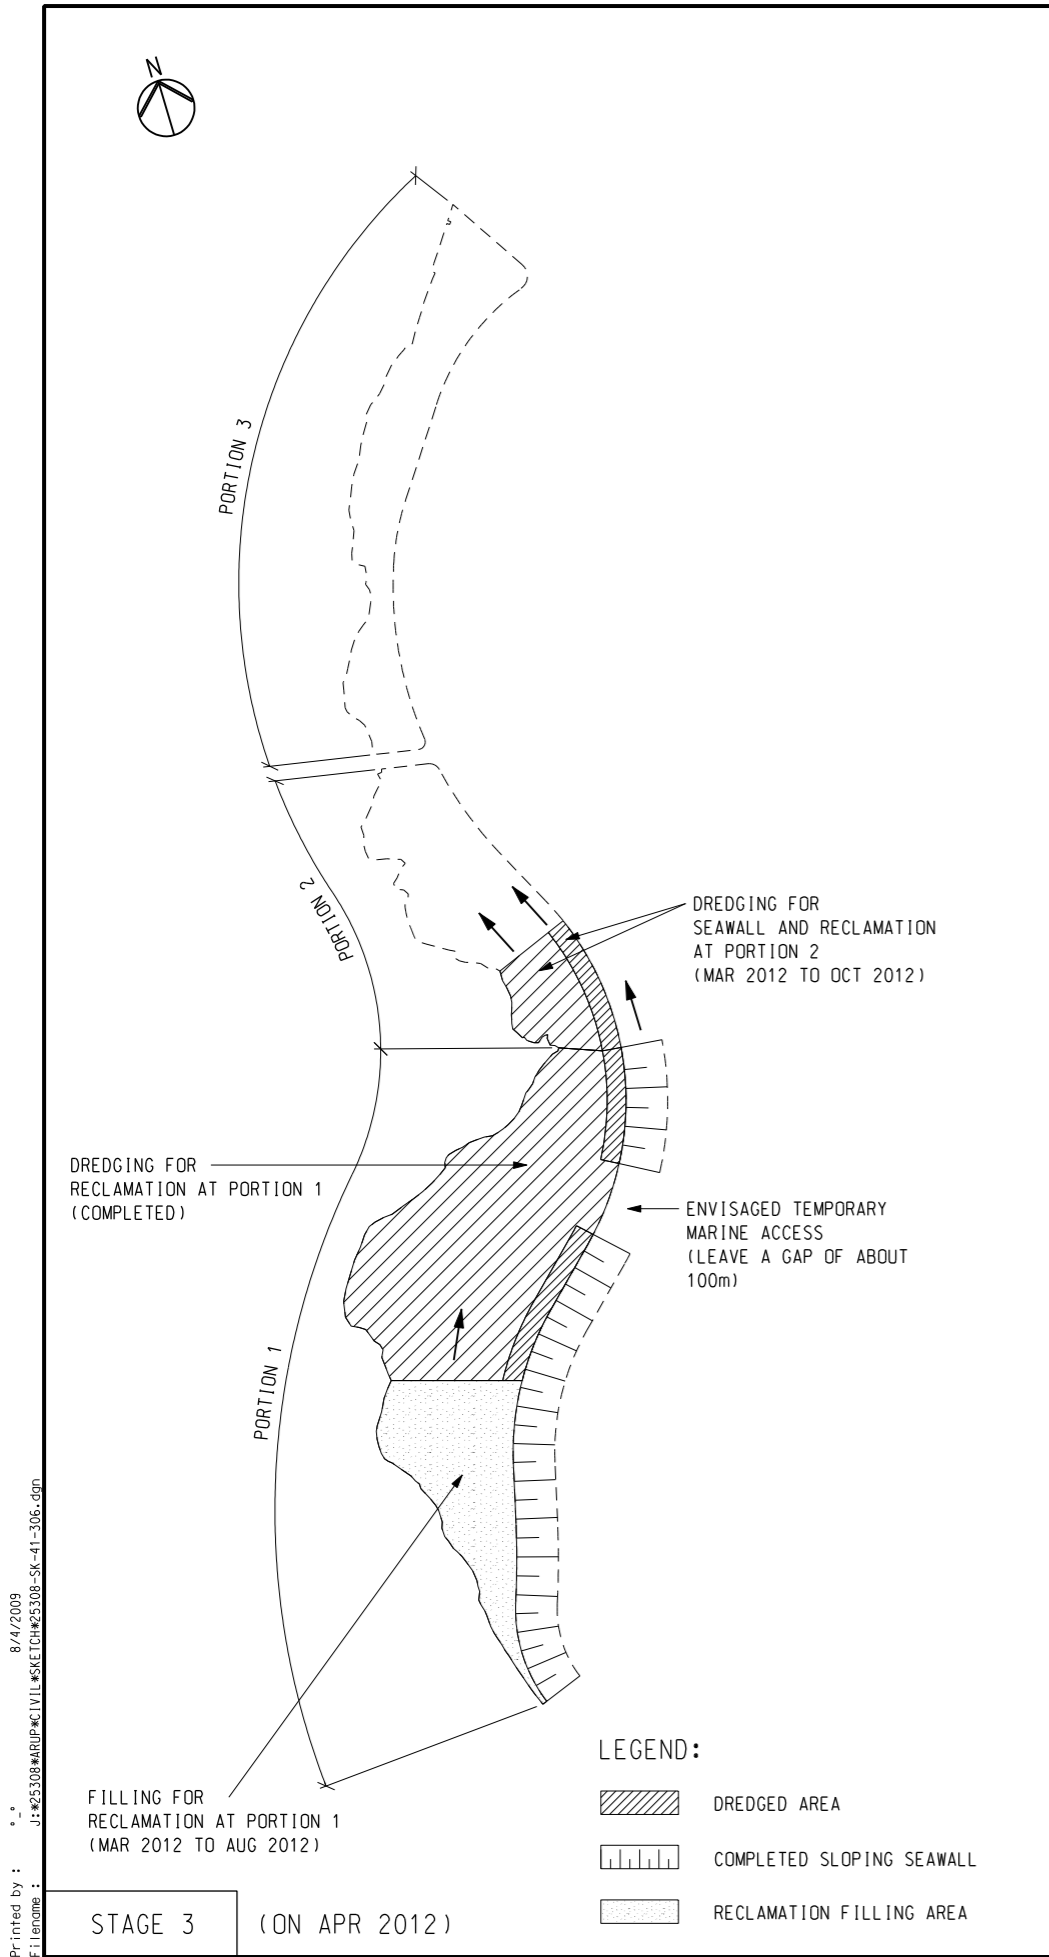 N
PORTION 3
PORTION 2
DREDGING FOR
SEAWALL AND RECLAMATION
AT PORTION 2
(MAR 2012 TO OCT 2012)
DREDGING FOR
RECLAMATION AT PORTION 1
(COMPLETED)
ENVISAGED TEMPORARY
MARINE ACCESS
(LEAVE A GAP OF ABOUT
100m)
PORTION 1
FILLING FOR
RECLAMATION AT PORTION 1
(MAR 2012 TO AUG 2012)
LEGEND:
DREDGED AREA
COMPLETED SLOPING SEAWALL
RECLAMATION FILLING AREA
STAGE 3
(ON APR 2012)
Printed by : 8/4/2009
Filename : J:*25308*ARUP*CIVIL*SKETCH*25308-SK-41-306.dgn